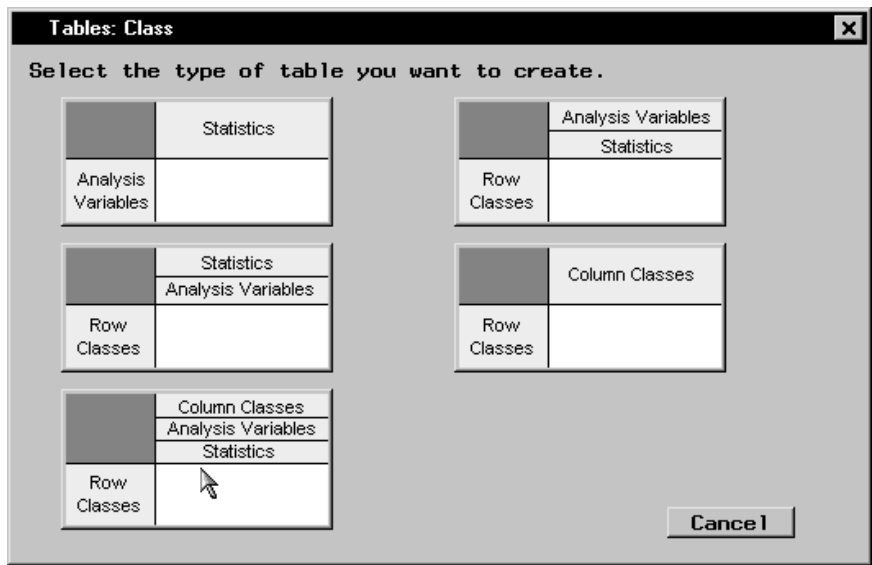 Tables: Class
Select the type of table you want to create.
Statistics
Analysis
Variables
Analysis Variables
Statistics
Row
Classes
Statistics
Analysis Variables
Row
Classes
Column Classes
Row
Classes
Column Classes
Analysis Variables
Statistics
Row
Classes
Cancel